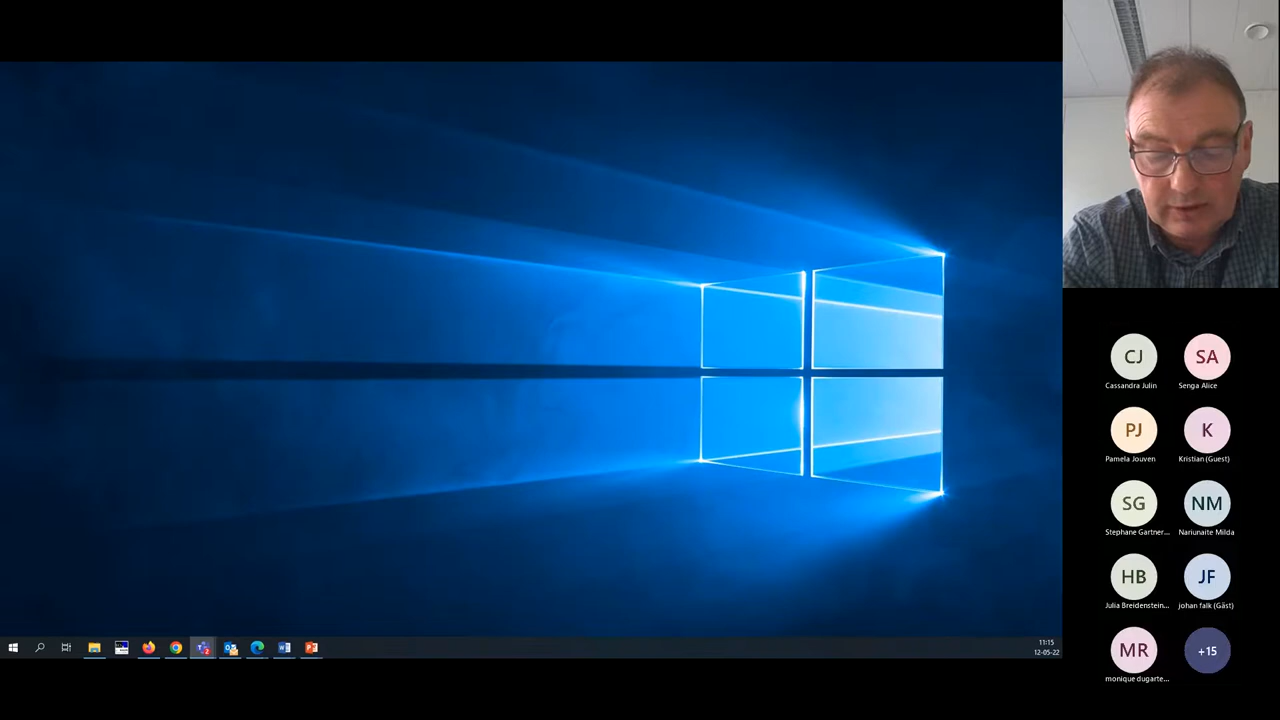 CJ
SA
Cassandra Julin
Senga Alice
PJ
K
Pamela Jouven
Kristian (Guest)
SG
NM
Stephane Gartner...
Nariunaite Milda
HB
JF
Julia Breidenstein...
johan falk (Gäst)
MR
+15
monique dugarte...
11:15
12-05-22